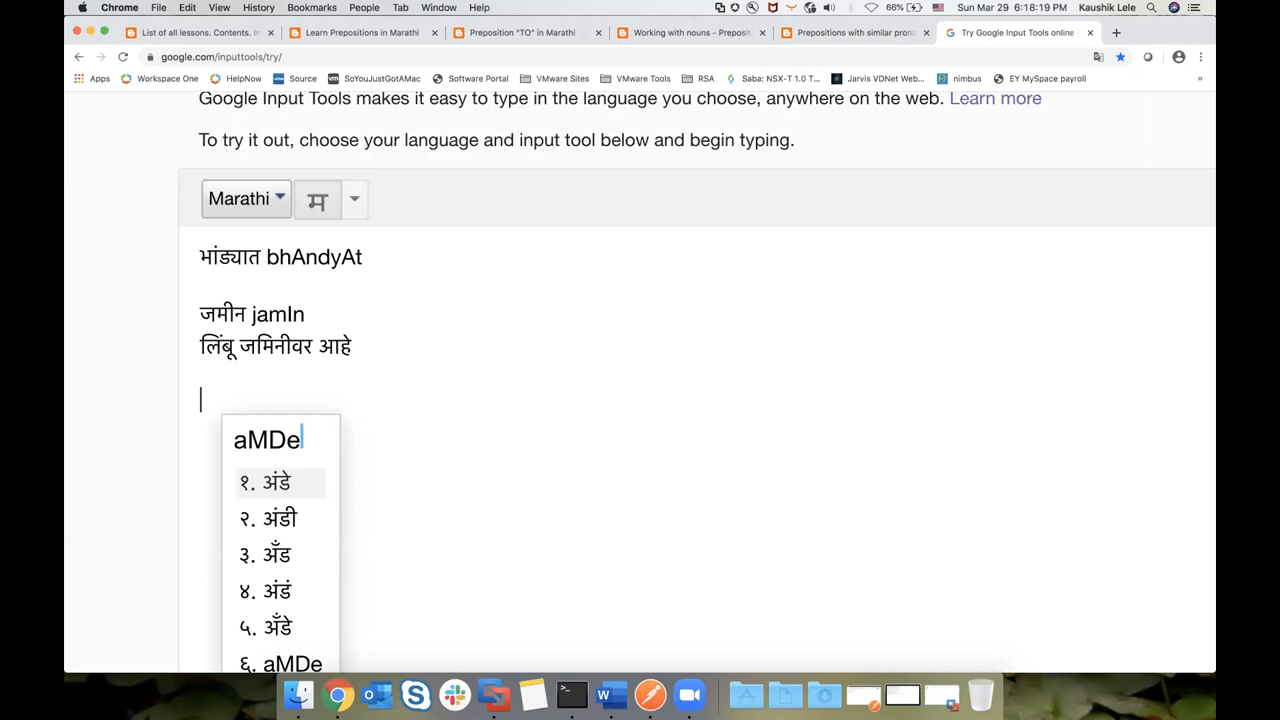 Chrome File Edit View History Bookmarks People Tab Window Help 66% Sun Mar 29 6:18:19 PM Kaushik Lele
List of all lessons. Contents. In Learn Prepositions in Marathi Preposition "TO" in Marathi Working with nouns - Preposit Prepositions with similar pronu Try Google Input Tools online -
google.com/inputtools/try/
Apps Workspace One HelpNow Source SoYouJustGotAMac Software Portal VMware Sites VMware Tools RSA Saba: NSX-T 1.0 T... Jarvis VDNet Web... nimbus EY MySpace payroll »
Google Input Tools makes it easy to type in the language you choose, anywhere on the web. Learn more
To try it out, choose your language and input tool below and begin typing.
Marathi म
भांड्यात bhAndyAt
जमीन jamIn
लिंबू जमिनीवर आहे
aMDe
१. अंडे
२. अंडी
३. अँड
४. अंडं
५. अँडे
६. aMDe